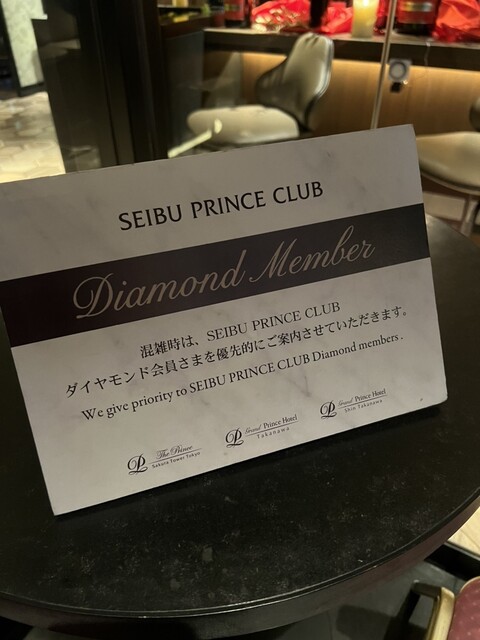 SEIBU PRINCE CLUB
Diamond Member
混雑時は、SEIBU PRINCE CLUB
ダイヤモンド会員さまを優先的にご案内させていただきます。
We give priority to SEIBU PRINCE CLUB Diamond members .
The Prince
Sakura Tower Tokyo
Grand Prince Hotel
Takanawa
Grand Prince Hotel
Shin Takanawa